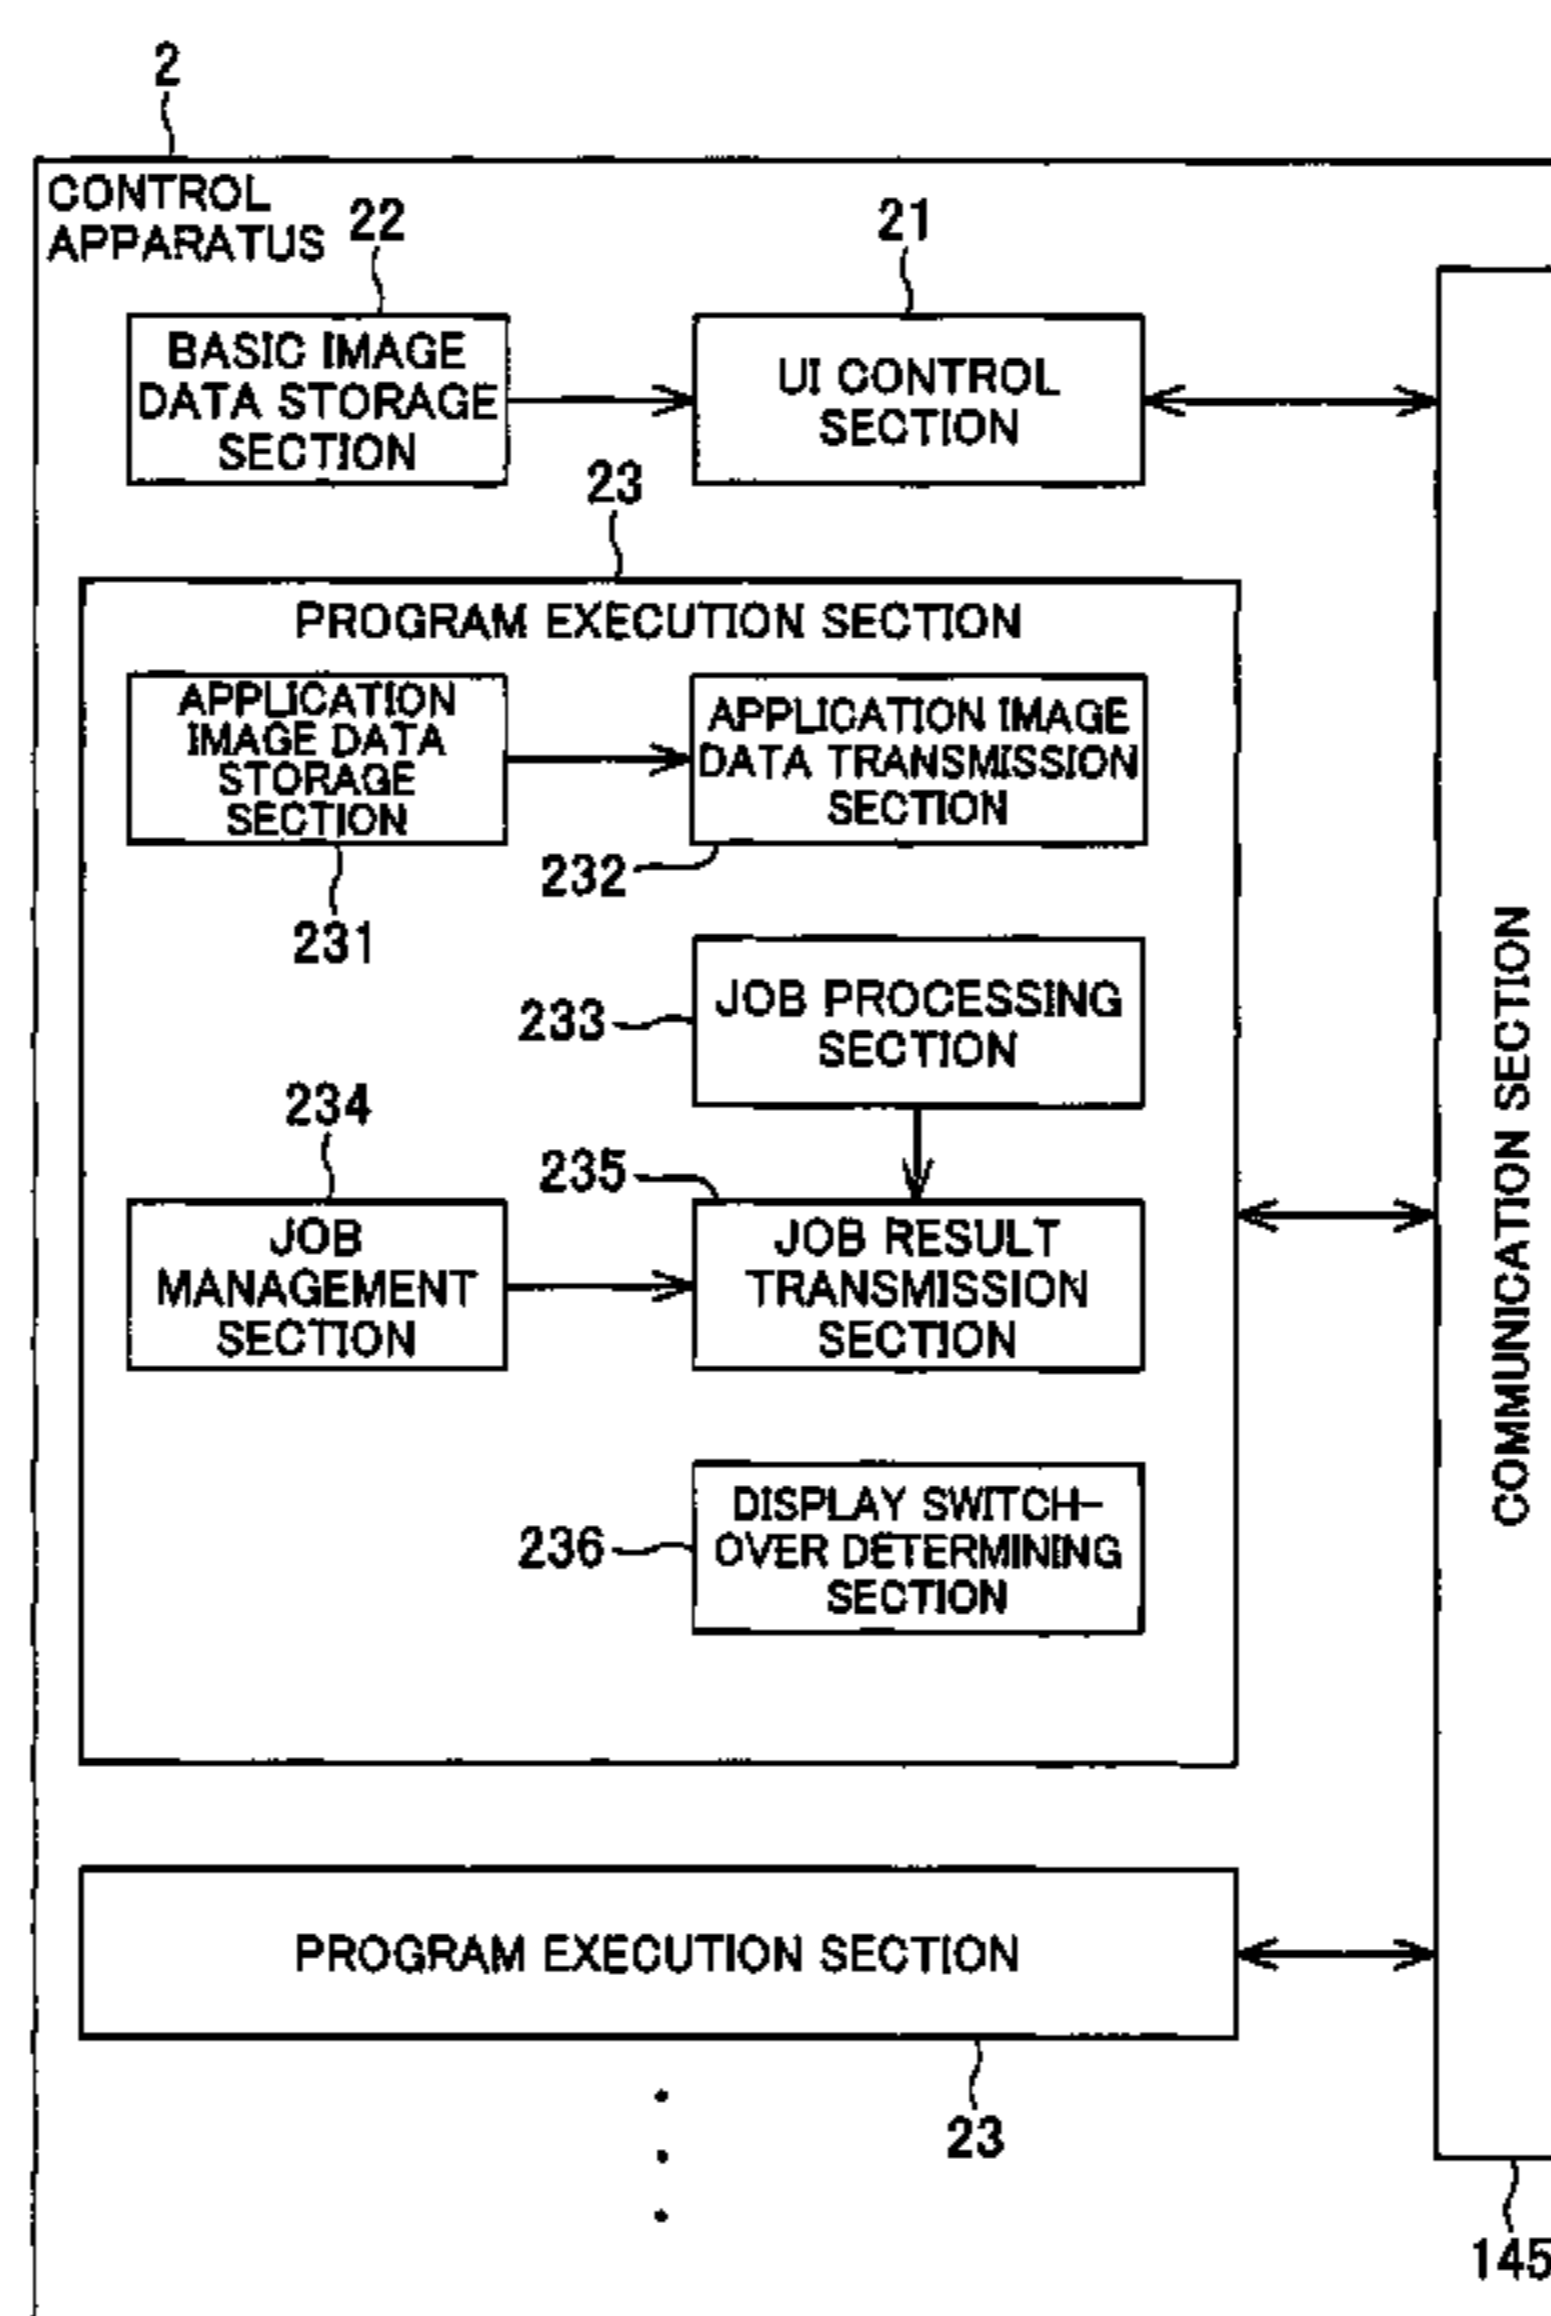 2
CONTROL
APPARATUS
22
21
BASIC IMAGE
DATA STORAGE
SECTION
UI CONTROL
SECTION
23
PROGRAM EXECUTION SECTION
APPLICATION
IMAGE DATA
STORAGE
SECTION
APPLICATION IMAGE
DATA TRANSMISSION
SECTION
232
231
233
JOB PROCESSING
SECTION
234
235
JOB
MANAGEMENT
SECTION
JOB RESULT
TRANSMISSION
SECTION
236
DISPLAY SWITCH-
OVER DETERMINING
SECTION
COMMUNICATION SECTION
PROGRAM EXECUTION SECTION
23
145